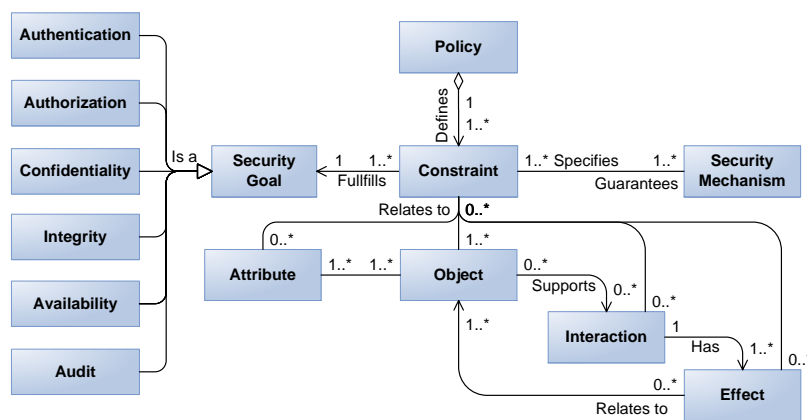 Authentication
Policy
Authorization
1
Defines
1..*
Is a
Confidentiality
Security
Goal
1
1..*
Fullfills
Constraint
1..*
Specifies
1..*
Guarantees
Security
Mechanism
Relates to
0..*
Integrity
0..*
1..*
Attribute
1..*
1..*
Object
0..*
Supports
0..*
0..*
Availability
1..*
Interaction
1
Has
1..*
0..*
Audit
0..*
Relates to
Effect